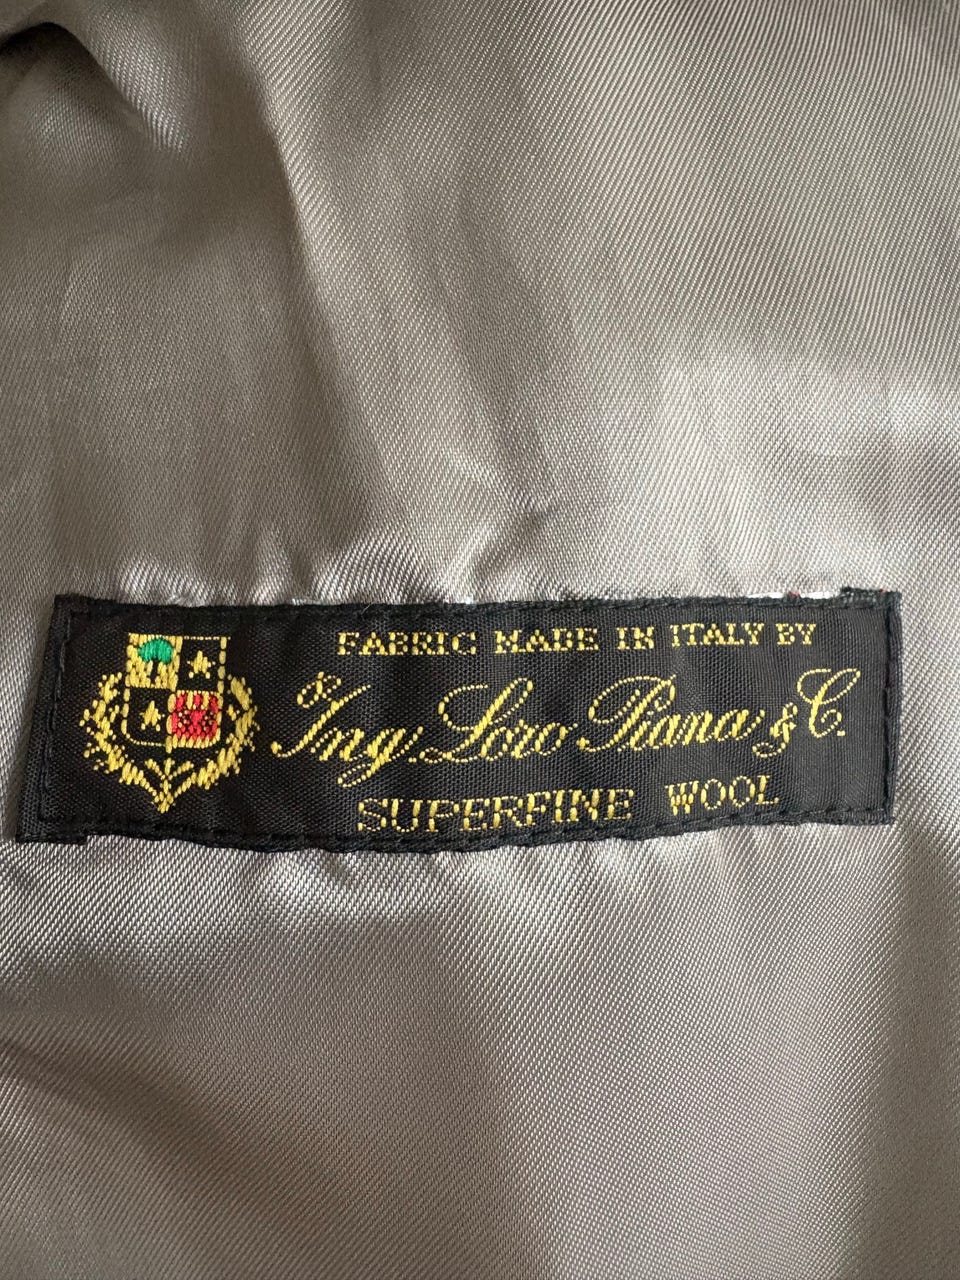 FABRIC MADE IN ITALY BY
Ing. Loro Piana & C.
SUPERFINE WOOL